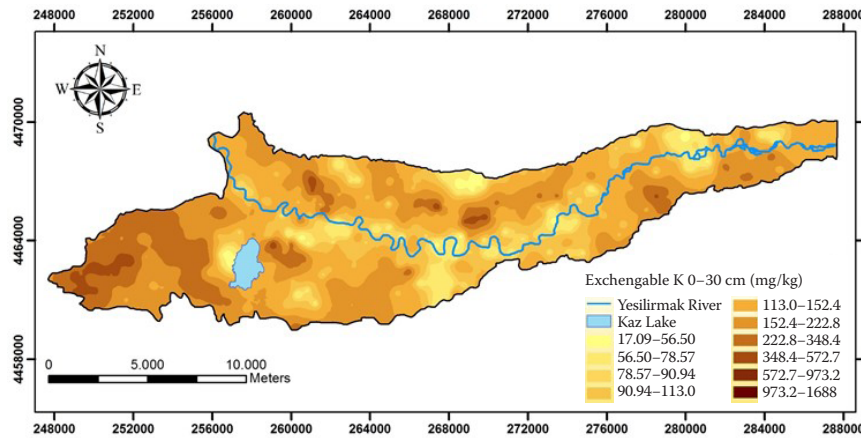 248000 252000 256000 260000 264000 268000 272000 276000 280000 284000 288000
N
W E
S
4470000 4470000
4464000 4464000
4458000 4458000
Exchengable K 0–30 cm (mg/kg)
Yesilirmak River
Kaz Lake
17.09–56.50
56.50–78.57
78.57–90.94
90.94–113.0
113.0–152.4
152.4–222.8
222.8–348.4
348.4–572.7
572.7–973.2
973.2–1688
0 5.000 10.000
Meters
248000 252000 256000 260000 264000 268000 272000 276000 280000 284000 288000